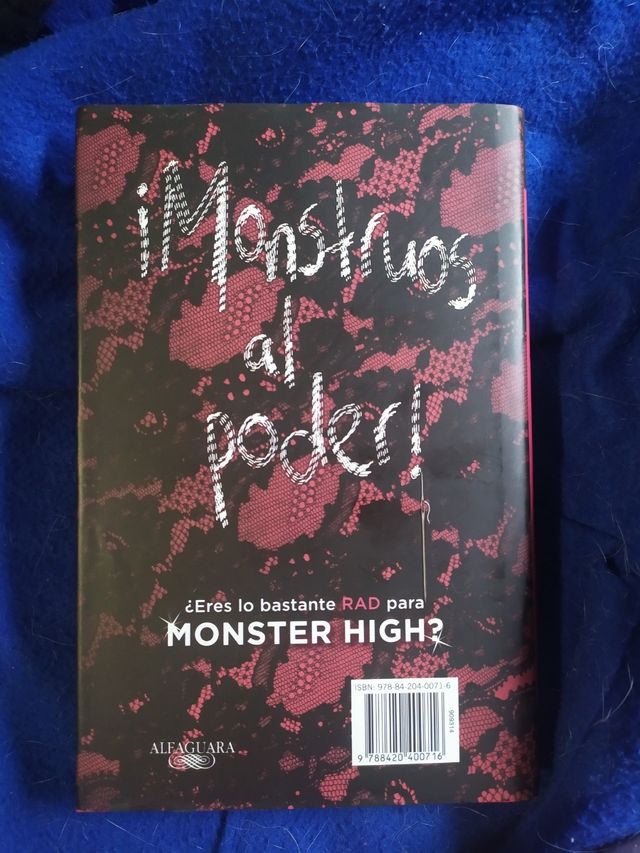 ¡Monstruos
al
poder!
¿Eres lo bastante RAD para
MONSTER HIGH?
ISBN: 978-84-204-0071-6
909314
9 788420 400716
ALFAGUARA